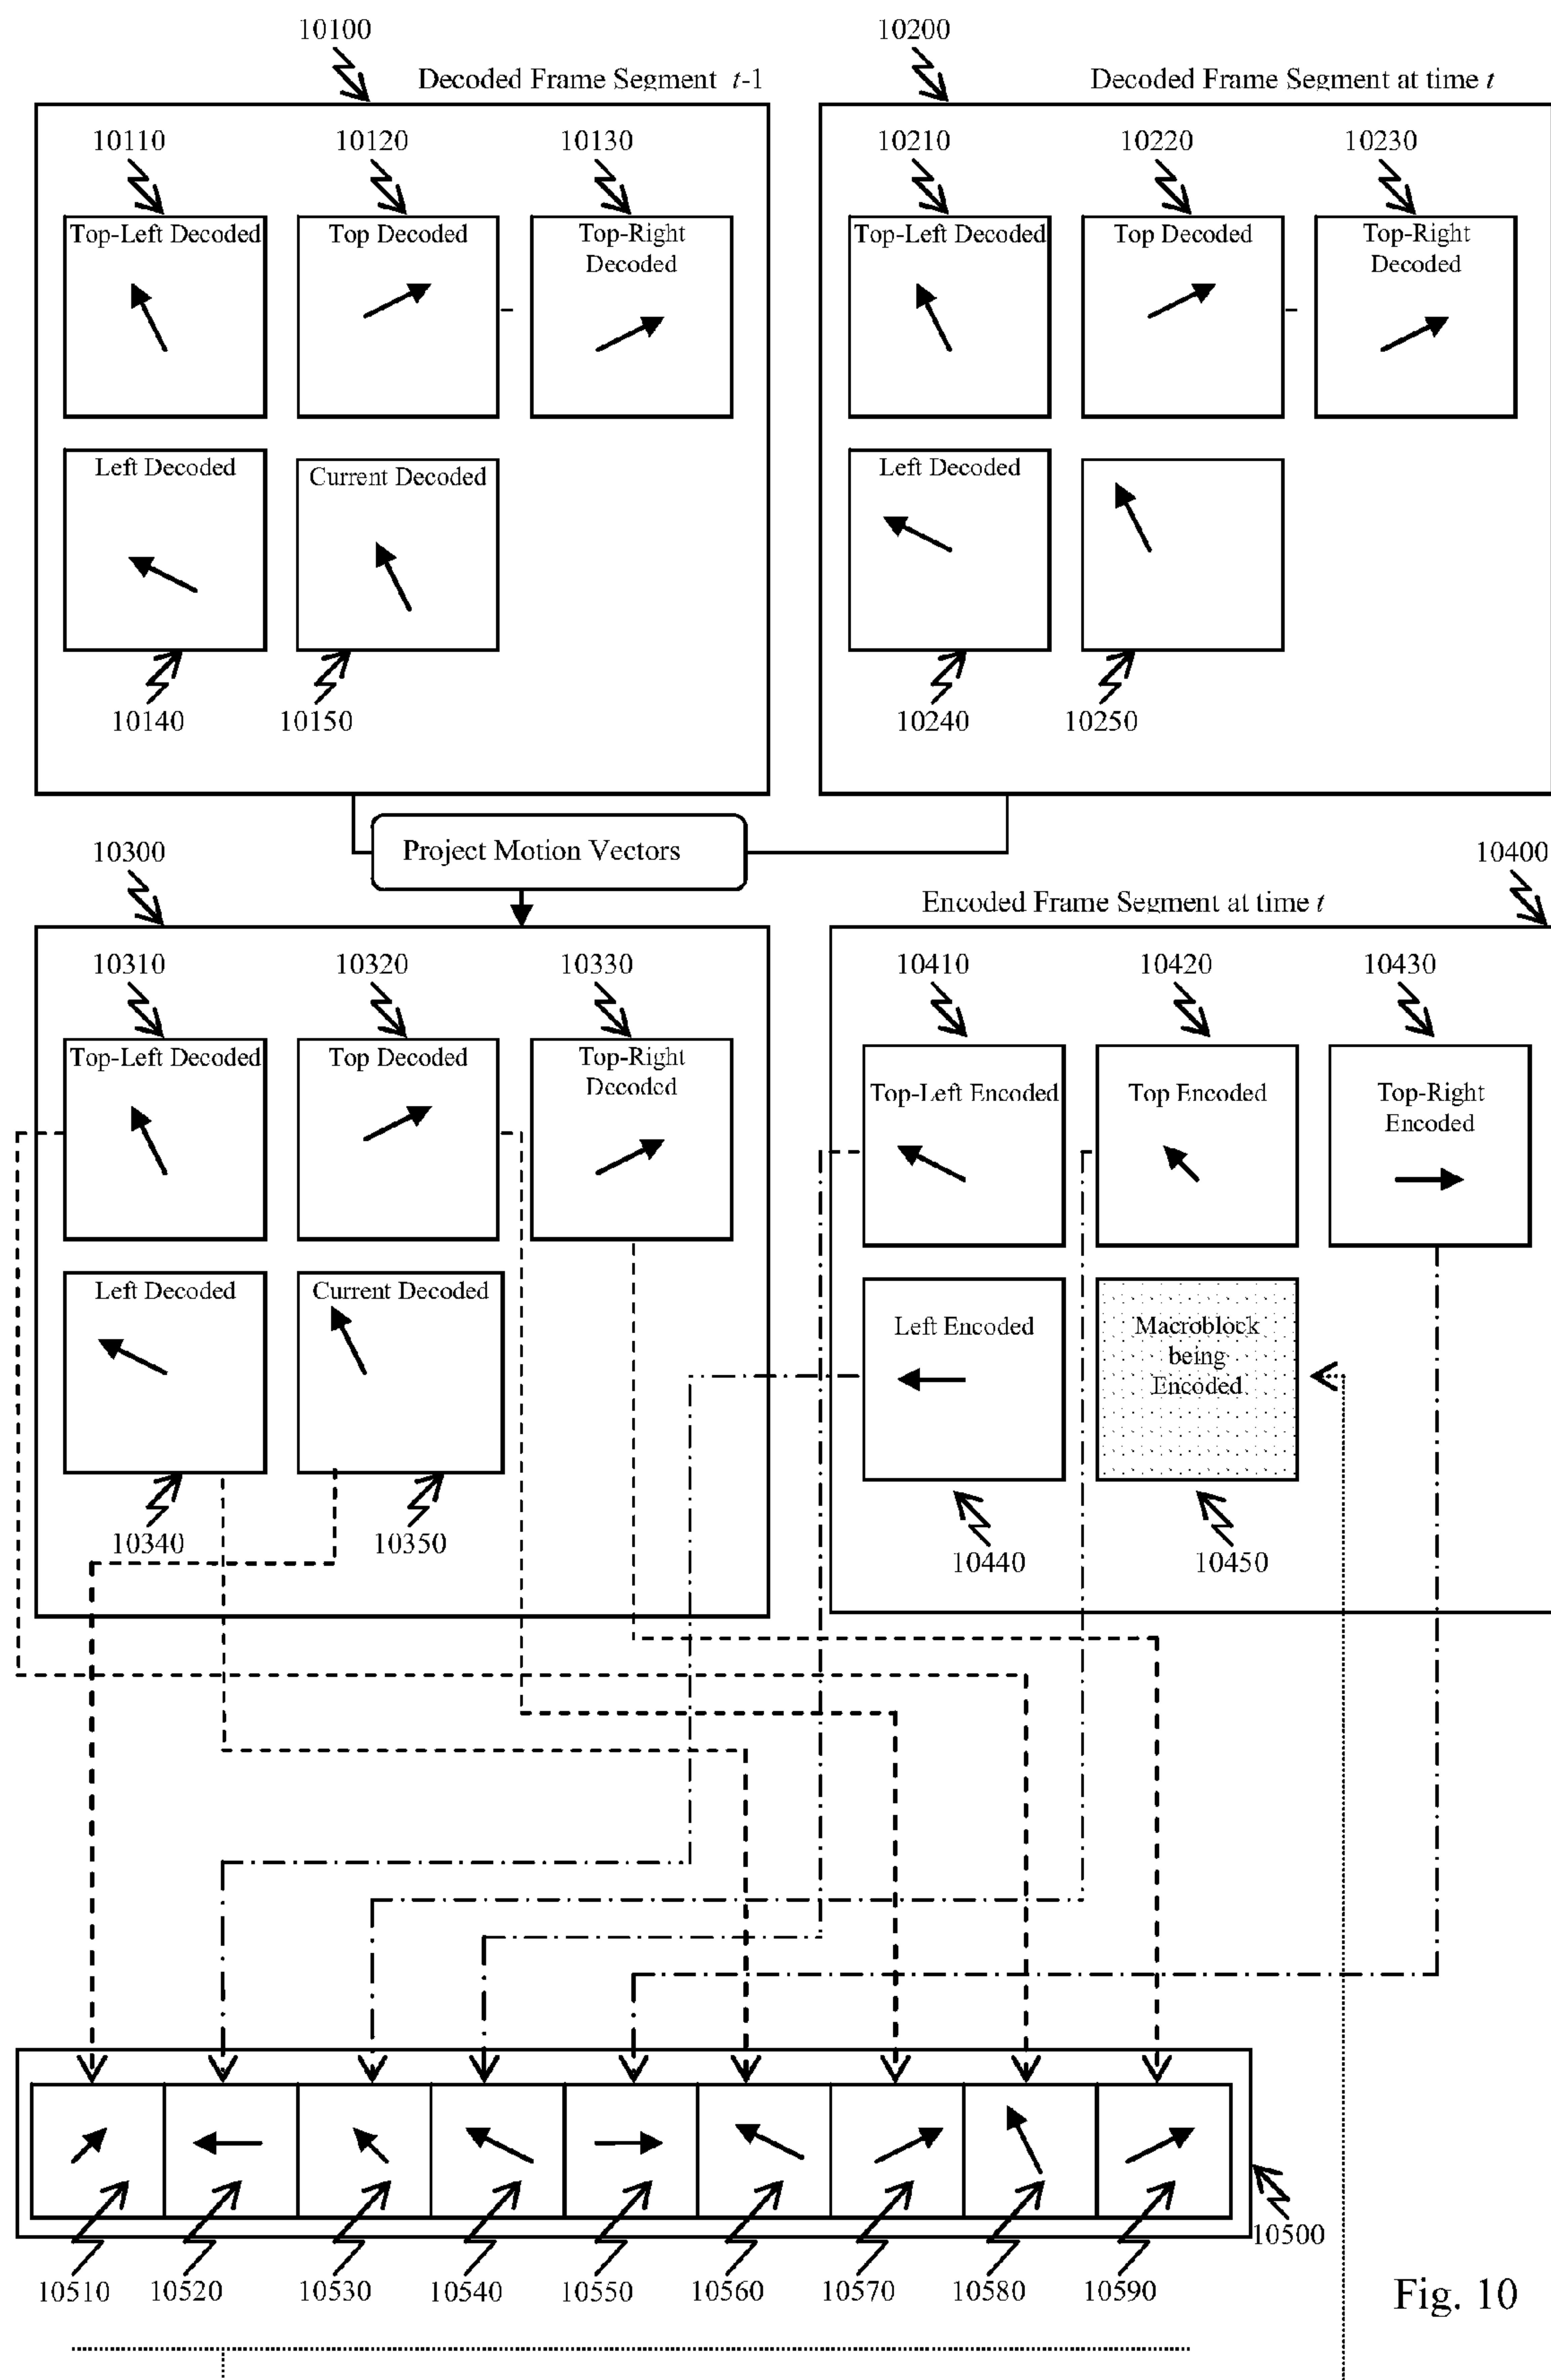 10100
10200
Decoded Frame Segment t-1
Decoded Frame Segment at time t
10110
10120
10130
10210
10220
10230
Top-Left Decoded
Top Decoded
Top-Right
Decoded
Top-Left Decoded
Top Decoded
Top-Right
Decoded
Left Decoded
Current Decoded
Left Decoded
10140
10150
10240
10250
Project Motion Vectors
10300
10400
Encoded Frame Segment at time t
10310
10320
10330
10410
10420
10430
Top-Left Decoded
Top Decoded
Top-Right
Decoded
Top-Left Encoded
Top Encoded
Top-Right
Encoded
Left Decoded
Current Decoded
Left Encoded
Macroblock
being
Encoded
10340
10350
10440
10450
10500
10510
10520
10530
10540
10550
10560
10570
10580
10590
Fig. 10